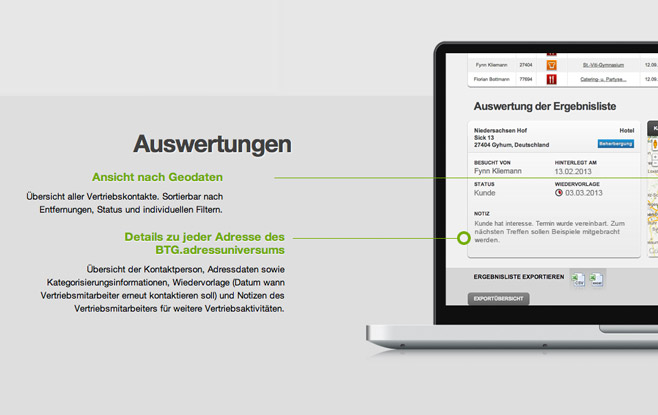 Auswertungen
Ansicht nach Geodaten
Übersicht aller Vertriebskontakte. Sortierbar nach
Entfernungen, Status und individuellen Filtern.
Details zu jeder Adresse des
BTG.adressuniversums
Übersicht der Kontaktperson, Adressdaten sowie
Kategorisierungsinformationen, Wiedervorlage (Datum wann
Vertriebsmitarbeiter erneut kontaktieren soll) und Notizen des
Vertriebsmitarbeiters für weitere Vertriebsaktivitäten.
Fynn Kliemann 27404 St.-Viti-Gymnasium 12.09.
Florian Bottmann 77694 Catering- u. Partyse... 12.09.
Auswertung der Ergebnisliste
Niedersachsen Hof Hotel
Sick 13
27404 Gyhum, Deutschland Beherbergung
BESUCHT VON HINTERLEGT AM
Fynn Kliemann 13.02.2013
STATUS WIEDERVORLAGE
Kunde 03.03.2013
NOTIZ
Kunde hat interesse. Termin wurde vereinbart. Zum
nächsten Treffen sollen Beispiele mitgebracht
werden.
ERGEBNISLISTE EXPORTIEREN CSV
EXPORTÜBERSICHT